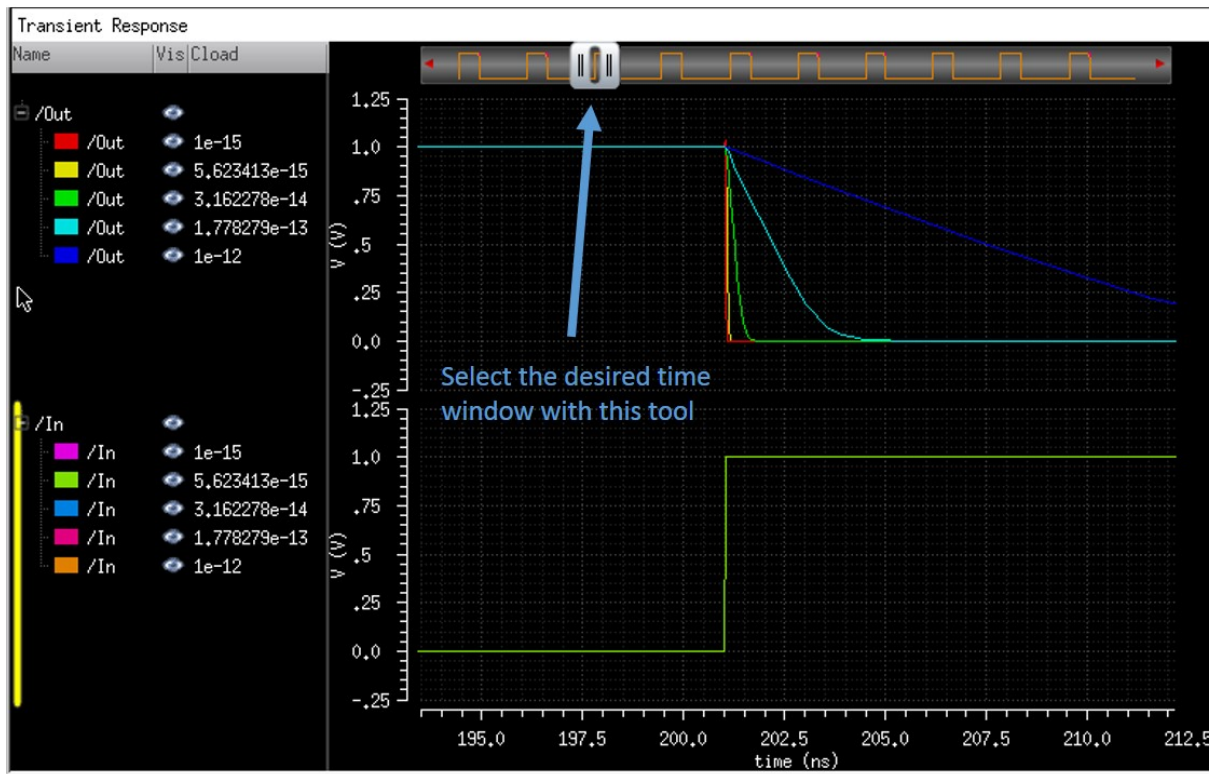 Transient Response
Name Vis Cload
/Out
/Out 1e-15
/Out 5.623413e-15
/Out 3.162278e-14
/Out 1.778279e-13
/Out 1e-12
1.25
1.0
.75
.5
.25
0.0
-.25
V (V)
Select the desired time
window with this tool
/In
/In 1e-15
/In 5.623413e-15
/In 3.162278e-14
/In 1.778279e-13
/In 1e-12
1.25
1.0
.75
.5
.25
0.0
-.25
V (V)
195.0 197.5 200.0 202.5 205.0 207.5 210.0 212.5
time (ns)